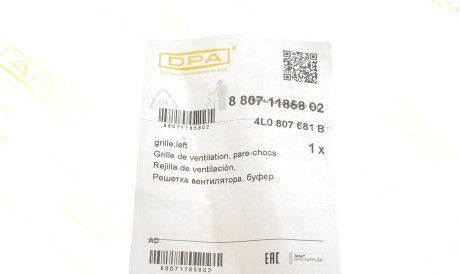 DPA
8 807 11858 02
88071185802
4L0 807 681 B
grille;left
1 x
Grille de ventilation, pare-chocs
Rejilla de ventilación,
Решетка вентилятора, буфер
AD
88071185802
EAC